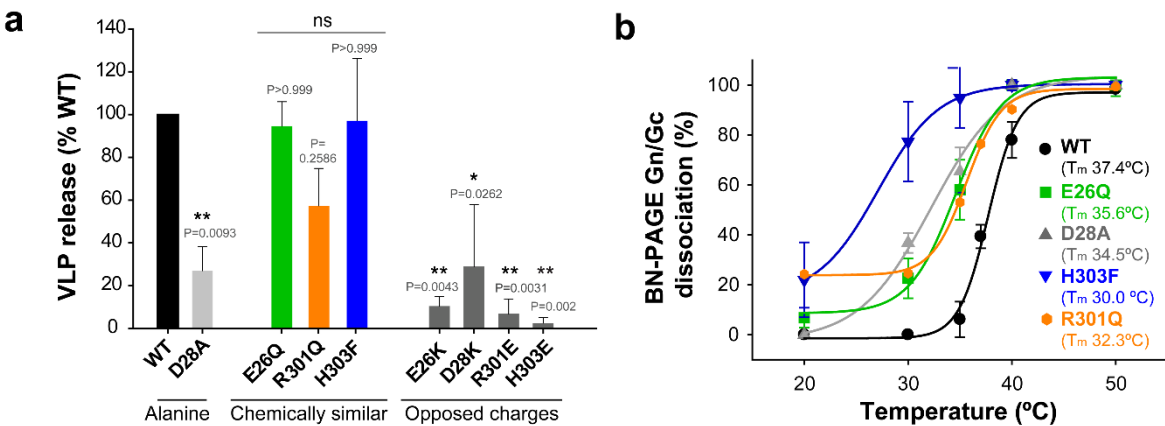 a
ns
VLP release (% WT)
140
120
100
80
60
40
20
0
**
P=0.0093
P>0.999
P=
0.2586
P>0.999
**
P=0.0043
*
P=0.0262
**
P=0.0031
**
P=0.002
WT
D28A
E26Q
R301Q
H303F
E26K
D28K
R301E
H303E
Alanine
Chemically similar
Opposed charges
b
BN-PAGE Gn/Gc
dissociation (%)
100
80
60
40
20
0
20
30
40
50
Temperature (ºC)
WT
(Tm 37.4ºC)
E26Q
(Tm 35.6ºC)
D28A
(Tm 34.5ºC)
H303F
(Tm 30.0 ºC)
R301Q
(Tm 32.3ºC)